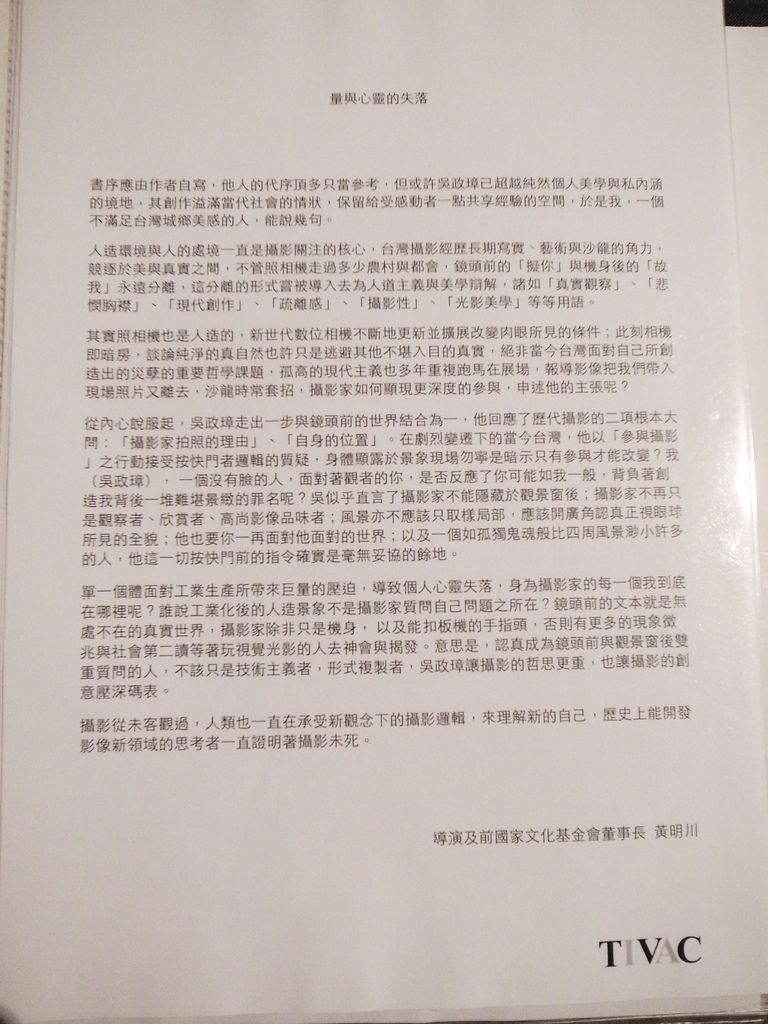 量與心靈的失落
書序應由作者自寫，他人的代序頂多只當參考，但或許吳政璋已超越純然個人美學與私內涵
的境地，其創作溢滿當代社會的情狀，保留給受感動者一點共享經驗的空間，於是我，一個
不滿足台灣城鄉美感的人，能說幾句。
人造環境與人的處境一直是攝影關注的核心，台灣攝影經歷長期寫實、藝術與沙龍的角力，
競逐於美與真實之間，不管照相機走過多少農村與都會，鏡頭前的「擬你」與機身後的「故
我」永遠分離，這分離的形式當被導入去為人道主義與美學辯解，諸如「真實觀察」、「悲
憫胸襟」、「現代創作」、「疏離感」、「攝影性」、「光影美學」等等用語。
其實照相機也是人造的，新世代數位相機不斷地更新並擴展改變肉眼所見的條件；此刻相機
即暗房，談論純淨的真自然也許只是逃避其他不堪入目的真實，絕非當今台灣面對自己所創
造出的災孽的重要哲學課題，孤高的現代主義也多年重複跑馬在展場，報導影像把我們帶入
現場照片又離去，沙龍時常套招，攝影家如何顯現更深度的參與，申述他的主張呢？
從內心說服起，吳政璋走出一步與鏡頭前的世界結合為一，他回應了歷代攝影的二項根本大
問：「攝影家拍照的理由」、「自身的位置」。在劇烈變遷下的當今台灣，他以「參與攝影
」之行動接受按快門者邏輯的質疑，身體顯露於景象現場勿寧是暗示只有參與才能改變？我
（吳政璋），一個沒有臉的人，面對著觀者的你，是否反應了你可能如我一般，背負著創
造我背後一堆難堪景緻的罪名呢？吳似乎直言了攝影家不能隱藏於觀景窗後；攝影家不再只
是觀察者、欣賞者、高尚影像品味者；風景亦不應該只取樣局部，應該開廣角認真正視眼球
所見的全貌；他也要你一再面對他面對的世界；以及一個如孤獨鬼魂般比四周風景渺小許多
的人，他這一切按快門前的指令確實是毫無妥協的餘地。
單一個體面對工業生產所帶來巨量的壓迫，導致個人心靈失落，身為攝影家的每一個我到底
在哪裡呢？誰說工業化後的人造景象不是攝影家質問自己問題之所在？鏡頭前的文本就是無
處不在的真實世界，攝影家除非只是機身， 以及能扣板機的手指頭，否則有更多的現象徵
兆與社會第二讀等著玩視覺光影的人去神會與揭發。意思是，認真成為鏡頭前與觀景窗後雙
重質問的人，不該只是技術主義者，形式複製者，吳政璋讓攝影的哲思更重，也讓攝影的創
意壓深碼表。
攝影從未客觀過，人類也一直在承受新觀念下的攝影邏輯，來理解新的自己，歷史上能開發
影像新領域的思考者一直證明著攝影未死。
導演及前國家文化基金會董事長 黃明川
TIVAC